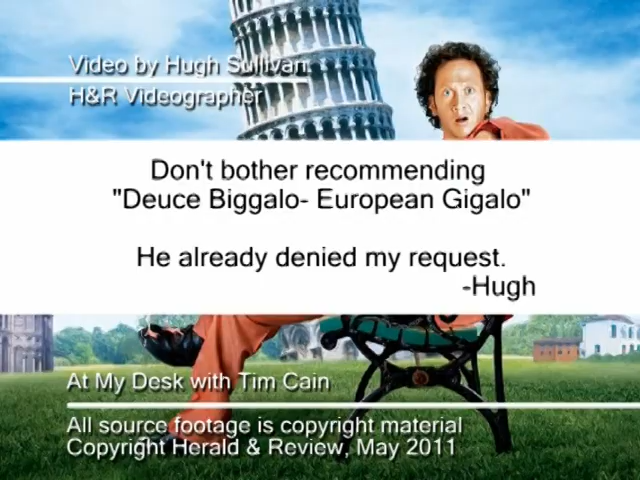 Video by Hugh Sullivan
H&R Videographer
Don't bother recommending
"Deuce Biggalo- European Gigalo"
He already denied my request.
-Hugh
At My Desk with Tim Cain
All source footage is copyright material
Copyright Herald & Review, May 2011